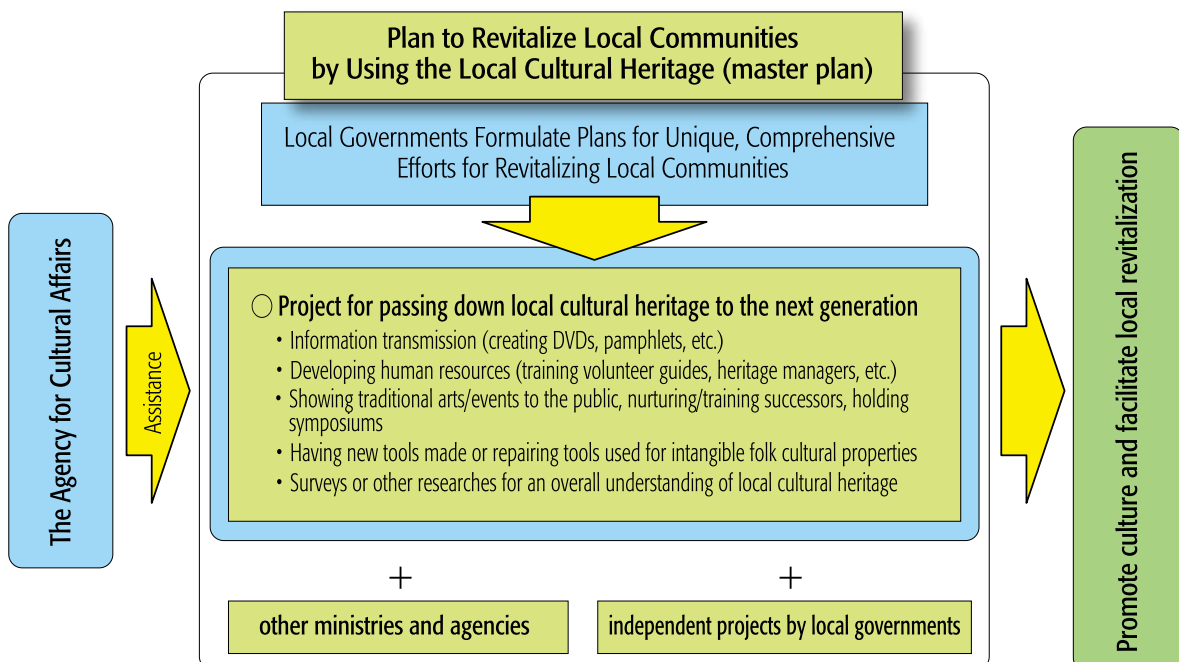 Plan to Revitalize Local Communities
by Using the Local Cultural Heritage (master plan)
Local Governments Formulate Plans for Unique, Comprehensive
Efforts for Revitalizing Local Communities
The Agency for Cultural Affairs
Assistance
○ Project for passing down local cultural heritage to the next generation
・Information transmission (creating DVDs, pamphlets, etc.)
・Developing human resources (training volunteer guides, heritage managers, etc.)
・Showing traditional arts/events to the public, nurturing/training successors, holding
symposiums
・Having new tools made or repairing tools used for intangible folk cultural properties
・Surveys or other researches for an overall understanding of local cultural heritage
+ +
other ministries and agencies
independent projects by local governments
Promote culture and facilitate local revitalization